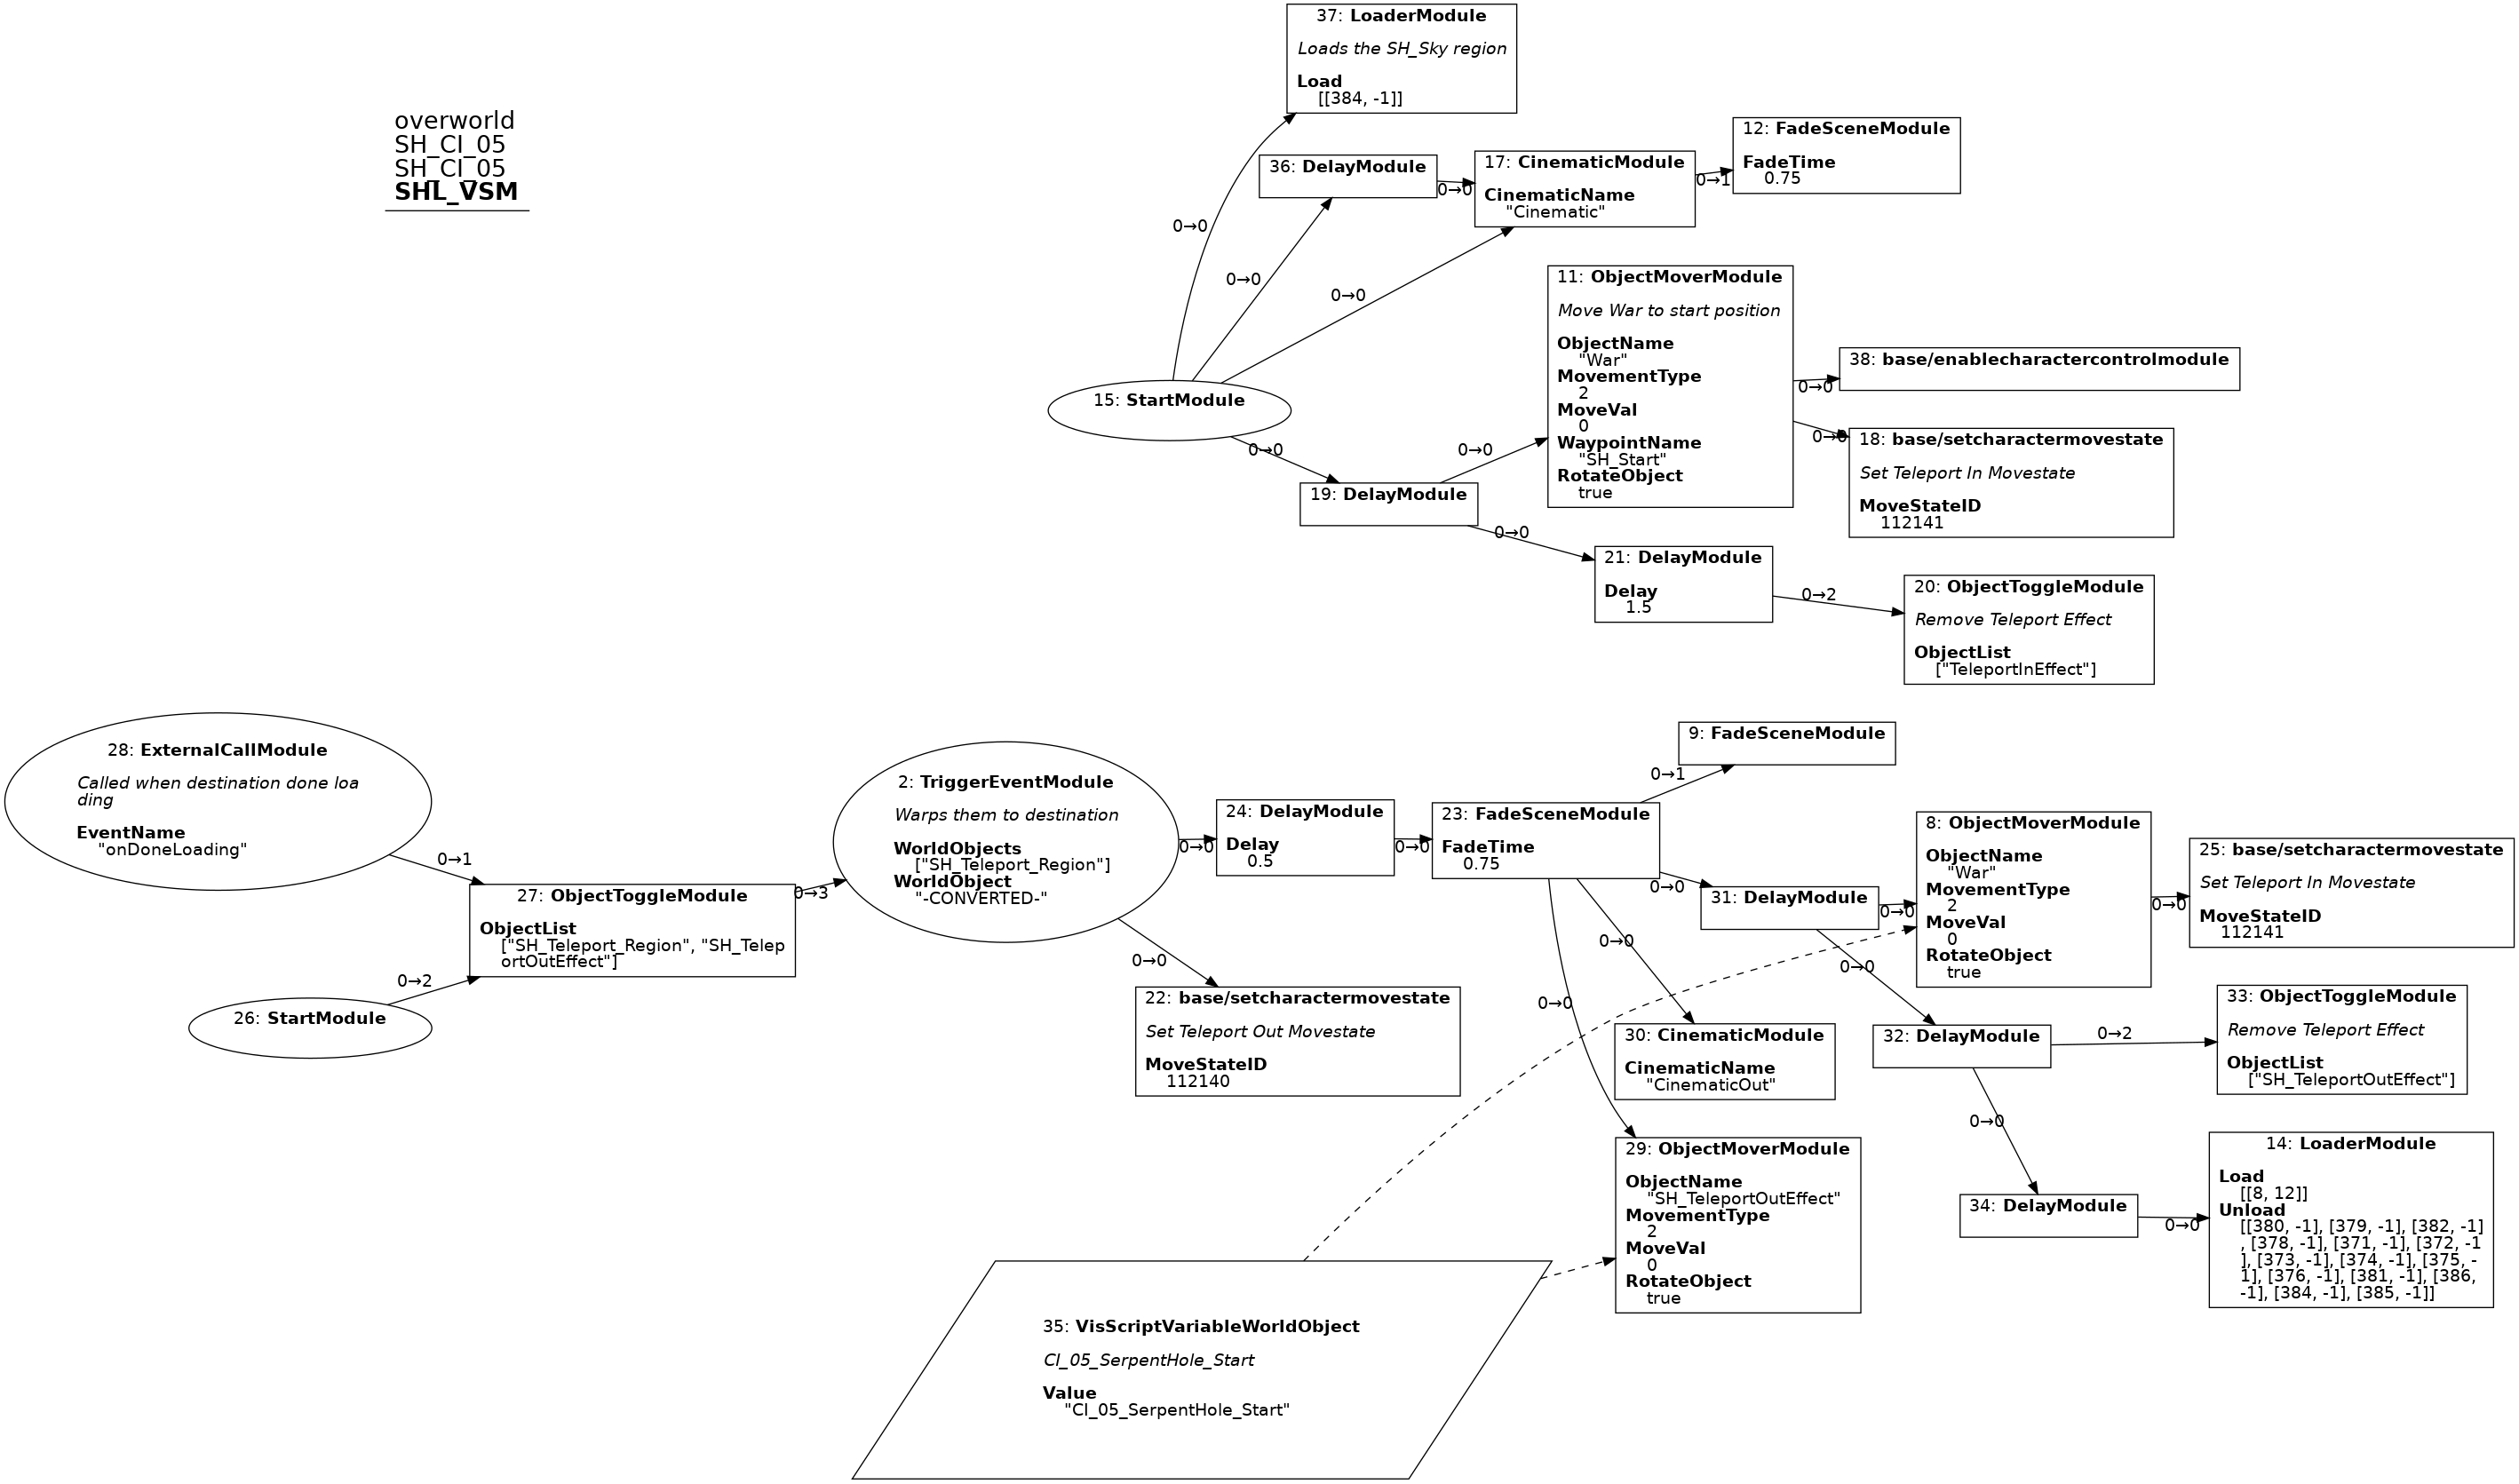 overworld
SH_CI_05
SH_CI_05
SHL_VSM
37: LoaderModule
Loads the SH_Sky region
Load
[[384, -1]]
36: DelayModule
17: CinematicModule
CinematicName
"Cinematic"
12: FadeSceneModule
FadeTime
0.75
0→0
0→0
0→1
0→0
0→0
15: StartModule
0→0
19: DelayModule
0→0
11: ObjectMoverModule
Move War to start position
ObjectName
"War"
MovementType
2
MoveVal
0
WaypointName
"SH_Start"
RotateObject
true
0→0
38: base/enablecharactercontrolmodule
0→0
18: base/setcharactermovestate
Set Teleport In Movestate
MoveStateID
112141
0→0
21: DelayModule
Delay
1.5
0→2
20: ObjectToggleModule
Remove Teleport Effect
ObjectList
["TeleportInEffect"]
28: ExternalCallModule
Called when destination done loa
ding
EventName
"onDoneLoading"
0→1
27: ObjectToggleModule
ObjectList
["SH_Teleport_Region", "SH_Telep
ortOutEffect"]
0→2
26: StartModule
0→3
2: TriggerEventModule
Warps them to destination
WorldObjects
["SH_Teleport_Region"]
WorldObject
"-CONVERTED-"
0→0
24: DelayModule
Delay
0.5
0→0
23: FadeSceneModule
FadeTime
0.75
0→1
9: FadeSceneModule
0→0
31: DelayModule
0→0
8: ObjectMoverModule
ObjectName
"War"
MovementType
2
MoveVal
0
RotateObject
true
0→0
25: base/setcharactermovestate
Set Teleport In Movestate
MoveStateID
112141
0→0
22: base/setcharactermovestate
Set Teleport Out Movestate
MoveStateID
112140
0→0
30: CinematicModule
CinematicName
"CinematicOut"
0→0
29: ObjectMoverModule
ObjectName
"SH_TeleportOutEffect"
MovementType
2
MoveVal
0
RotateObject
true
0→0
32: DelayModule
0→2
33: ObjectToggleModule
Remove Teleport Effect
ObjectList
["SH_TeleportOutEffect"]
0→0
34: DelayModule
0→0
14: LoaderModule
Load
[[8, 12]]
Unload
[[380, -1], [379, -1], [382, -1]
, [378, -1], [371, -1], [372, -1
], [373, -1], [374, -1], [375, -
1], [376, -1], [381, -1], [386,
-1], [384, -1], [385, -1]]
35: VisScriptVariableWorldObject
CI_05_SerpentHole_Start
Value
"CI_05_SerpentHole_Start"